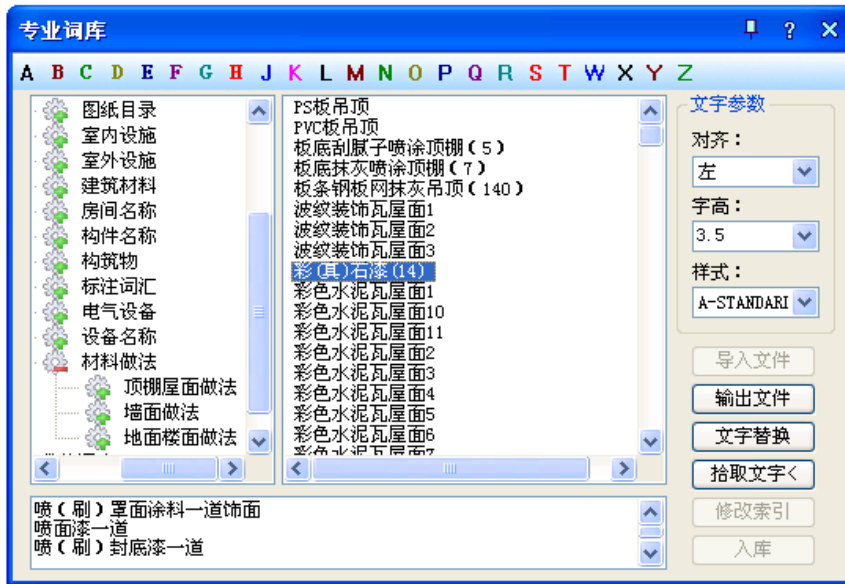 专业词库
A B C D E F G H J K L M N O P Q R S T W X Y Z
图纸目录
室内设施
室外设施
建筑材料
房间名称
构件名称
构筑物
标注词汇
电气设备
设备名称
材料做法
顶棚屋面做法
墙面做法
地面楼面做法
PS板吊顶
PVC板吊顶
板底刮腻子喷涂顶棚(5)
板底抹灰喷涂顶棚(7)
板条钢板网抹灰吊顶(140)
波纹装饰瓦屋面1
波纹装饰瓦屋面2
波纹装饰瓦屋面3
彩(真)石漆(14)
彩色水泥瓦屋面1
彩色水泥瓦屋面10
彩色水泥瓦屋面11
彩色水泥瓦屋面2
彩色水泥瓦屋面3
彩色水泥瓦屋面4
彩色水泥瓦屋面5
彩色水泥瓦屋面6
彩色水泥瓦屋面7
文字参数
对齐：
左
字高：
3.5
样式：
A-STANDARI
导入文件
输出文件
文字替换
拾取文字<
修改索引
入库
喷(刷)罩面涂料一道饰面
喷面漆一道
喷(刷)封底漆一道